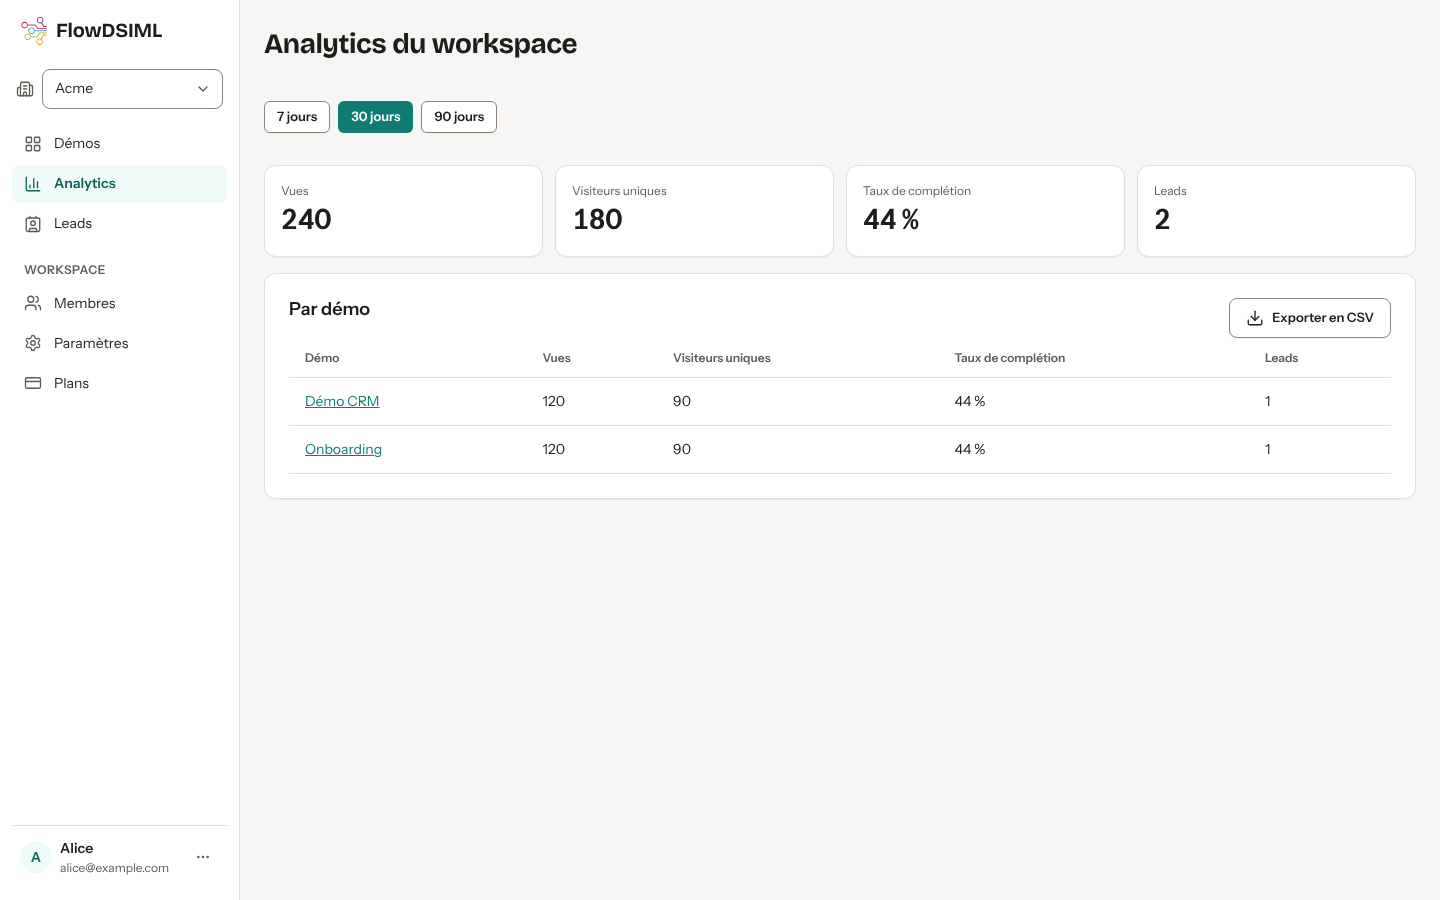 FlowDSIML
Acme
Démos
Analytics
Leads
WORKSPACE
Membres
Paramètres
Plans
A
Alice
alice@example.com
Analytics du workspace
7 jours
30 jours
90 jours
Vues
240
Visiteurs uniques
180
Taux de complétion
44 %
Leads
2
Par démo
Exporter en CSV
Démo Vues Visiteurs uniques Taux de complétion Leads
Démo CRM 120 90 44 % 1
Onboarding 120 90 44 % 1